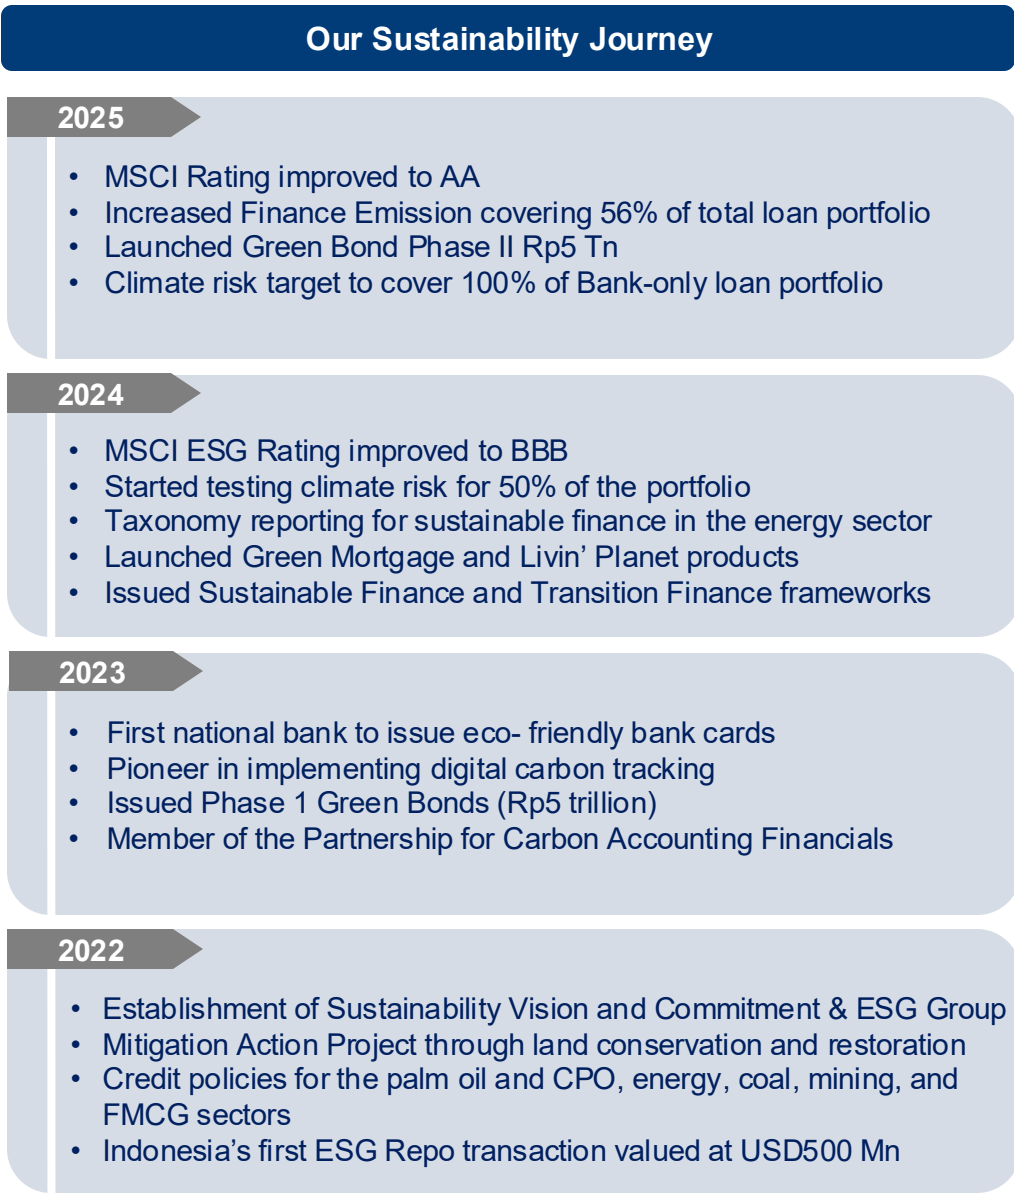 Our Sustainability Journey
2025
• MSCI Rating improved to AA
• Increased Finance Emission covering 56% of total loan portfolio
• Launched Green Bond Phase II Rp5 Tn
• Climate risk target to cover 100% of Bank-only loan portfolio
2024
• MSCI ESG Rating improved to BBB
• Started testing climate risk for 50% of the portfolio
• Taxonomy reporting for sustainable finance in the energy sector
• Launched Green Mortgage and Livin’ Planet products
• Issued Sustainable Finance and Transition Finance frameworks
2023
• First national bank to issue eco- friendly bank cards
• Pioneer in implementing digital carbon tracking
• Issued Phase 1 Green Bonds (Rp5 trillion)
• Member of the Partnership for Carbon Accounting Financials
2022
• Establishment of Sustainability Vision and Commitment & ESG Group
• Mitigation Action Project through land conservation and restoration
• Credit policies for the palm oil and CPO, energy, coal, mining, and
FMCG sectors
• Indonesia’s first ESG Repo transaction valued at USD500 Mn